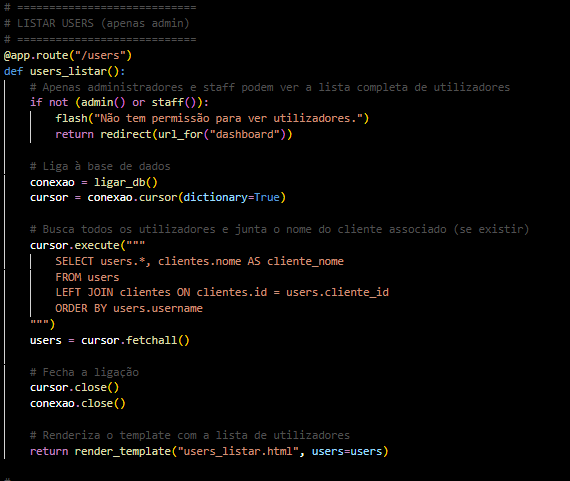 # ============================
# LISTAR USERS (apenas admin)
# ============================
@app.route("/users")
def users_listar():
# Apenas administradores e staff podem ver a lista completa de utilizadores
if not (admin() or staff()):
flash("Não tem permissão para ver utilizadores.")
return redirect(url_for("dashboard"))
# Liga à base de dados
conexao = ligar_db()
cursor = conexao.cursor(dictionary=True)
# Busca todos os utilizadores e junta o nome do cliente associado (se existir)
cursor.execute("""
SELECT users.*, clientes.nome AS cliente_nome
FROM users
LEFT JOIN clientes ON clientes.id = users.cliente_id
ORDER BY users.username
""")
users = cursor.fetchall()
# Fecha a ligação
cursor.close()
conexao.close()
# Renderiza o template com a lista de utilizadores
return render_template("users_listar.html", users=users)